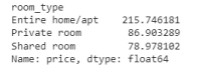 room_type
Entire home/apt    215.746181
Private room        86.903289
Shared room         78.978102
Name: price, dtype: float64